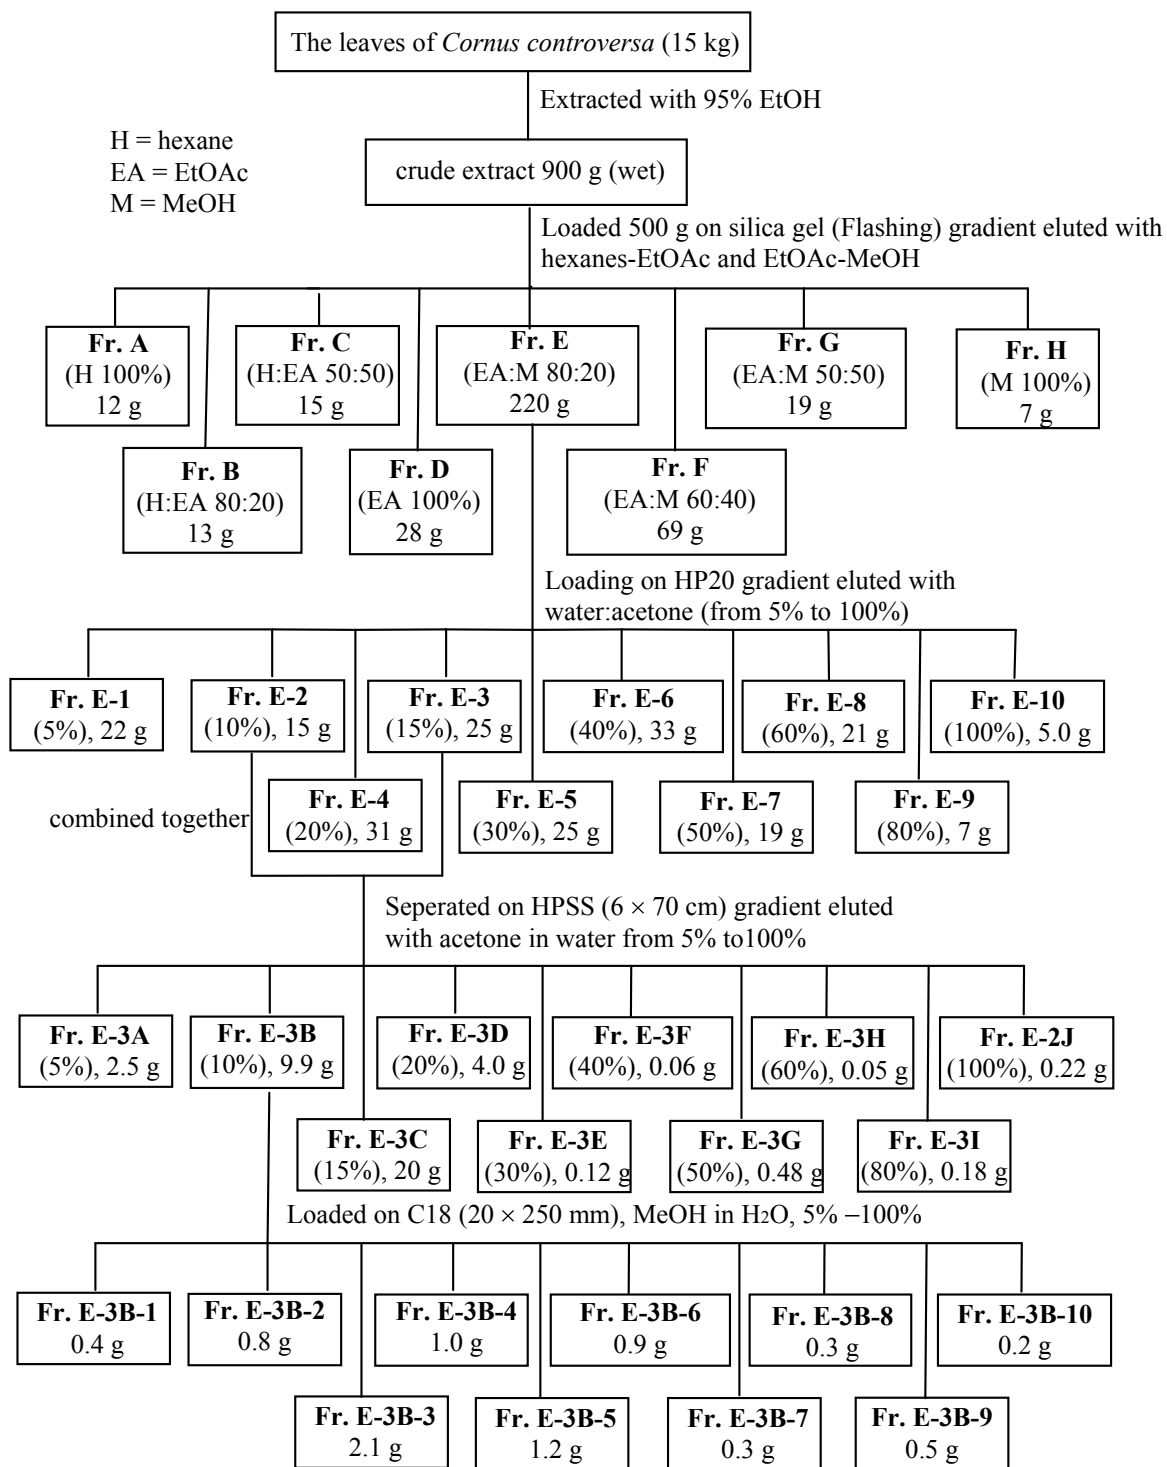 The leaves of Cornus controversa (15 kg)
Extracted with 95% EtOH
H = hexane
EA = EtOAc
M = MeOH
crude extract 900 g (wet)
Loaded 500 g on silica gel (Flashing) gradient eluted with
hexanes-EtOAc and EtOAc-MeOH
Fr. A
(H 100%)
12 g
Fr. C
(H:EA 50:50)
15 g
Fr. E
(EA:M 80:20)
220 g
Fr. G
(EA:M 50:50)
19 g
Fr. H
(M 100%)
7 g
Fr. B
(H:EA 80:20)
13 g
Fr. D
(EA 100%)
28 g
Fr. F
(EA:M 60:40)
69 g
Loading on HP20 gradient eluted with
water:acetone (from 5% to 100%)
Fr. E-1
(5%), 22 g
Fr. E-2
(10%), 15 g
Fr. E-3
(15%), 25 g
Fr. E-6
(40%), 33 g
Fr. E-8
(60%), 21 g
Fr. E-10
(100%), 5.0 g
combined together
Fr. E-4
(20%), 31 g
Fr. E-5
(30%), 25 g
Fr. E-7
(50%), 19 g
Fr. E-9
(80%), 7 g
Seperated on HPSS (6 × 70 cm) gradient eluted
with acetone in water from 5% to100%
Fr. E-3A
(5%), 2.5 g
Fr. E-3B
(10%), 9.9 g
Fr. E-3D
(20%), 4.0 g
Fr. E-3F
(40%), 0.06 g
Fr. E-3H
(60%), 0.05 g
Fr. E-2J
(100%), 0.22 g
Fr. E-3C
(15%), 20 g
Fr. E-3E
(30%), 0.12 g
Fr. E-3G
(50%), 0.48 g
Fr. E-3I
(80%), 0.18 g
Loaded on C18 (20 × 250 mm), MeOH in H2O, 5% –100%
Fr. E-3B-1
0.4 g
Fr. E-3B-2
0.8 g
Fr. E-3B-4
1.0 g
Fr. E-3B-6
0.9 g
Fr. E-3B-8
0.3 g
Fr. E-3B-10
0.2 g
Fr. E-3B-3
2.1 g
Fr. E-3B-5
1.2 g
Fr. E-3B-7
0.3 g
Fr. E-3B-9
0.5 g